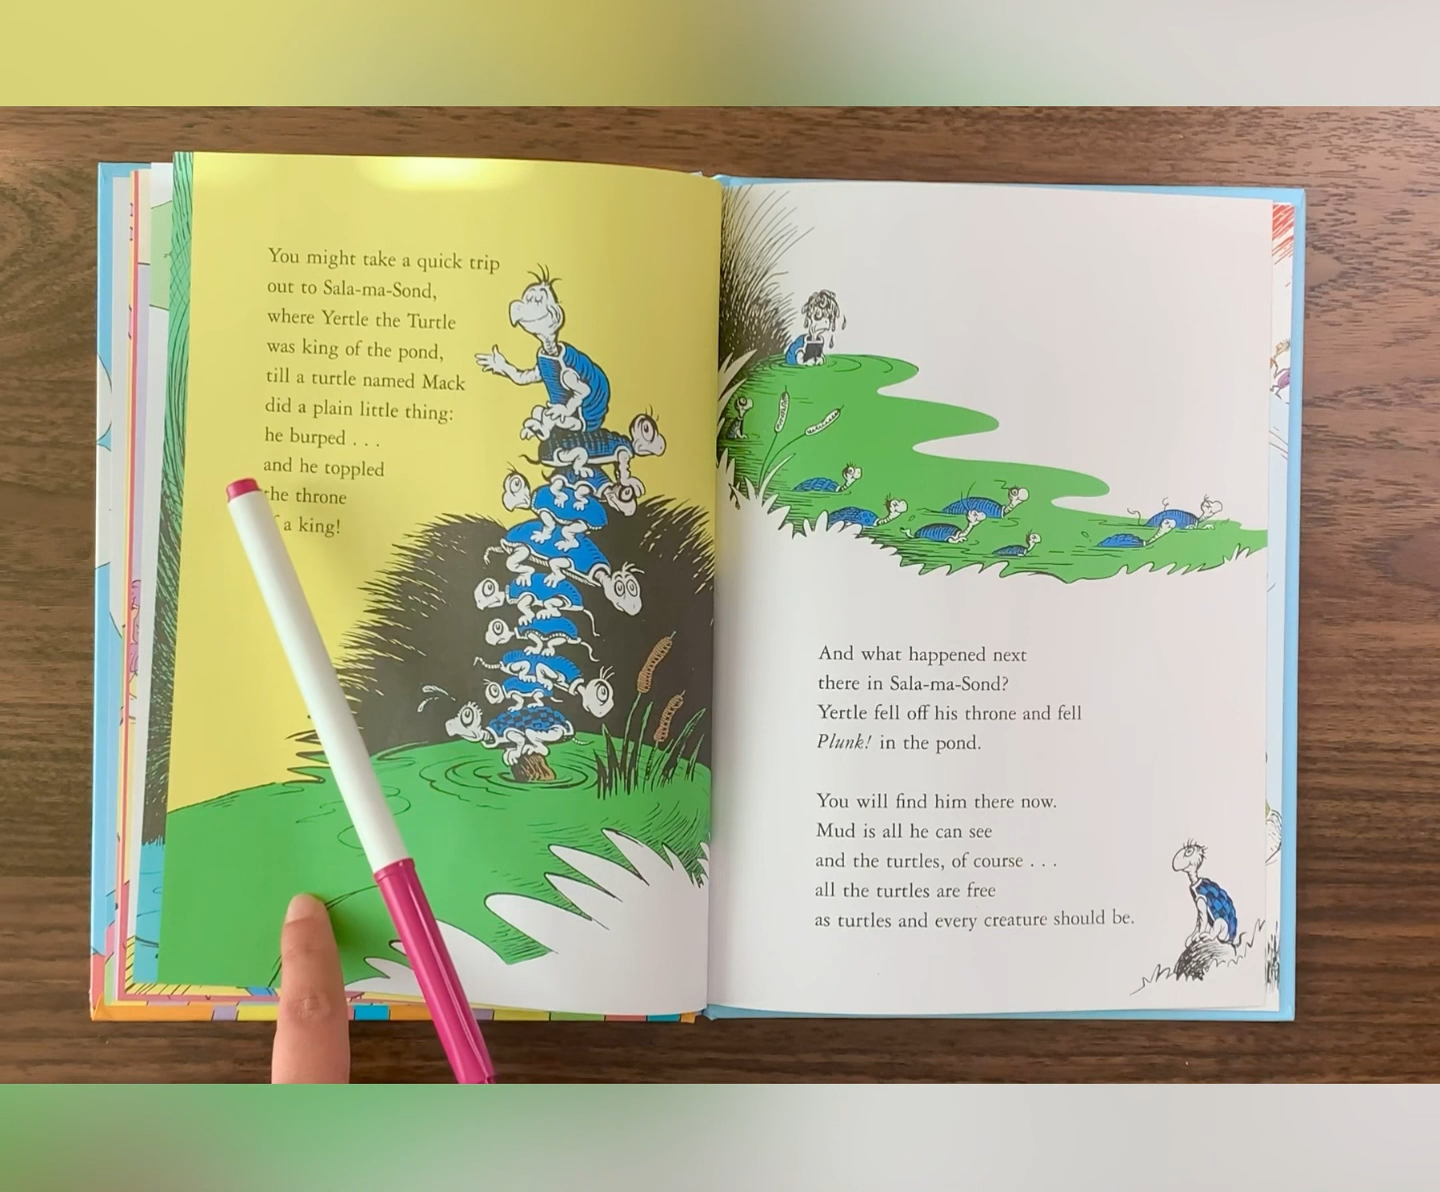 You might take a quick trip
out to Sala-ma-Sond,
where Yertle the Turtle
was king of the pond,
till a turtle named Mack
did a plain little thing:
he burped . . .
and he toppled
the throne
a king!
And what happened next
there in Sala-ma-Sond?
Yertle fell off his throne and fell
Plunk! in the pond.
You will find him there now.
Mud is all he can see
and the turtles, of course . . .
all the turtles are free
as turtles and every creature should be.